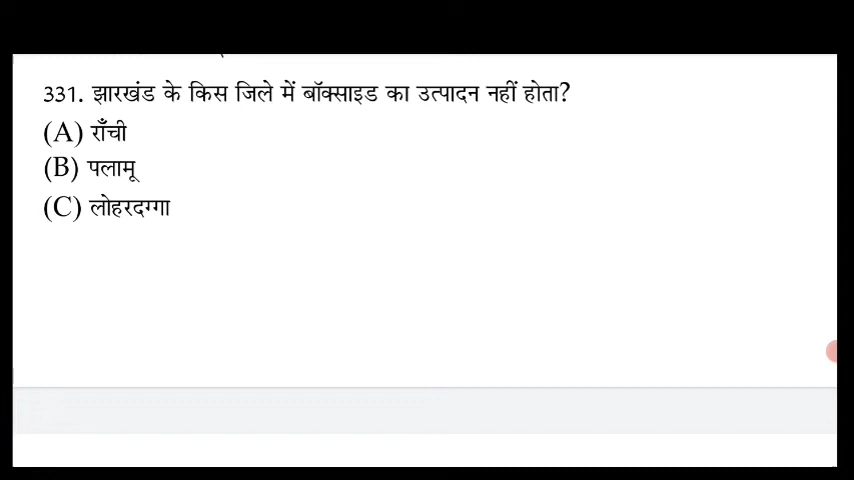 331. झारखंड के किस जिले में बॉक्साइड का उत्पादन नहीं होता?
(A) राँची
(B) पलामू
(C) लोहरदग्गा